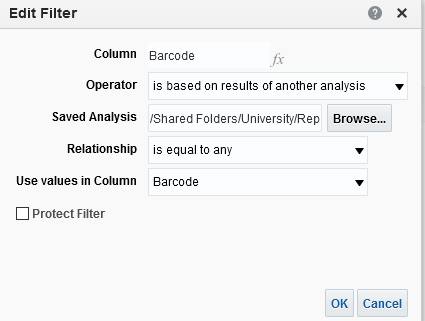 Edit Filter ? ×
Column Barcode fx
Operator is based on results of another analysis
Saved Analysis /Shared Folders/University/Rep Browse...
Relationship is equal to any
Use values in Column Barcode
Protect Filter
OK Cancel